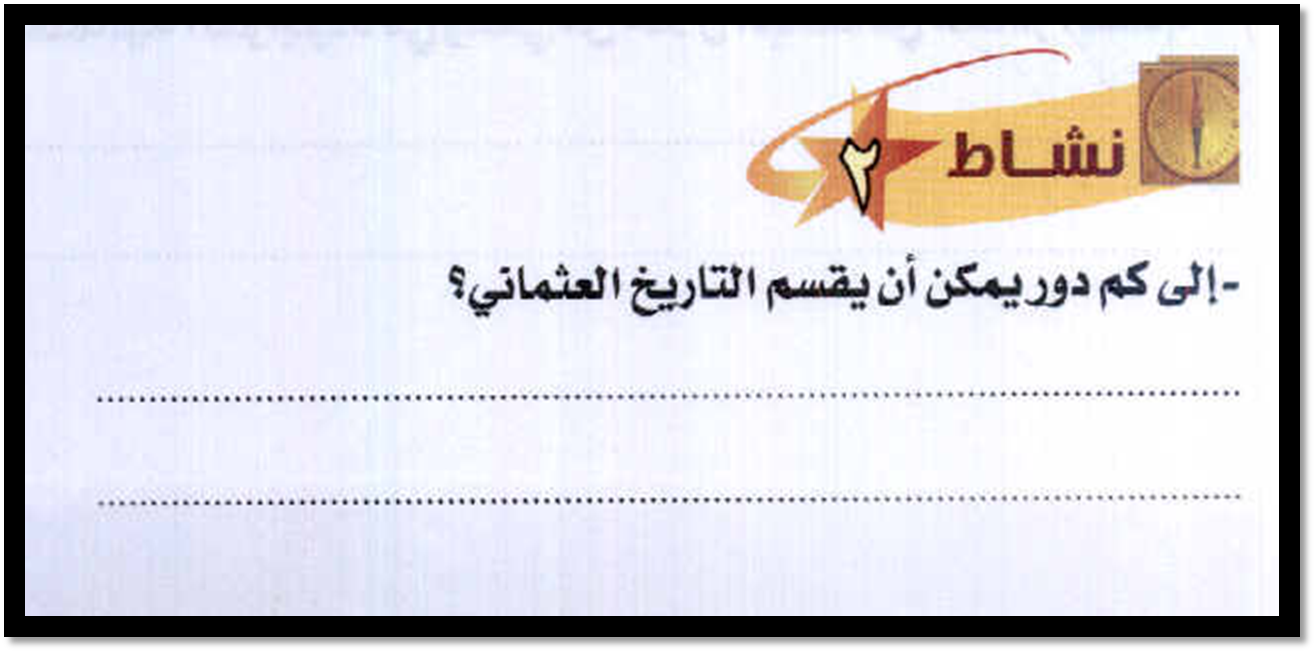 نشاط ٢
-إلى كم دور يمكن أن يقسم التاريخ العثماني؟